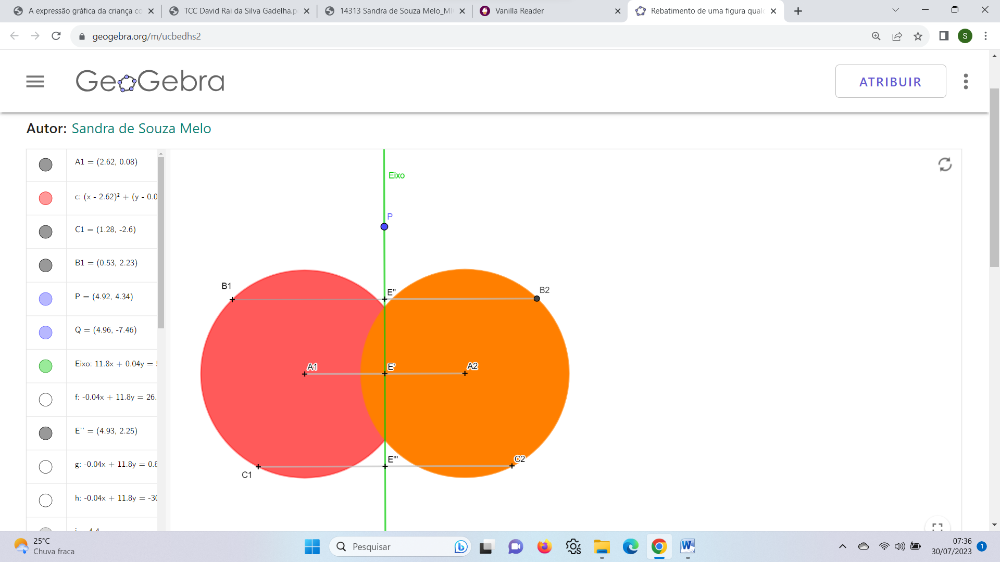 A expressão gráfica da criança co
TCC David Rai da Silva Gadelha.p
14313 Sandra de Souza Melo_MI
Vanilla Reader
Rebatimento de uma figura qual
geogebra.org/m/ucbedhs2
S
GeoGebra
ATRIBUIR
Autor: Sandra de Souza Melo
A1 = (2.62, 0.08)
c: (x - 2.62)² + (y - 0.0
C1 = (1.28, -2.6)
B1 = (0.53, 2.23)
P = (4.92, 4.34)
Q = (4.96, -7.46)
Eixo: 11.8x + 0.04y =
f: -0.04x + 11.8y = 26.
E'' = (4.93, 2.25)
g: -0.04x + 11.8y = 0.8
h: -0.04x + 11.8y = -30
Eixo
P
B1
E''
B2
A1
E'
A2
E'''
C2
C1
25°C
Chuva fraca
Pesquisar
07:36
30/07/2023
1